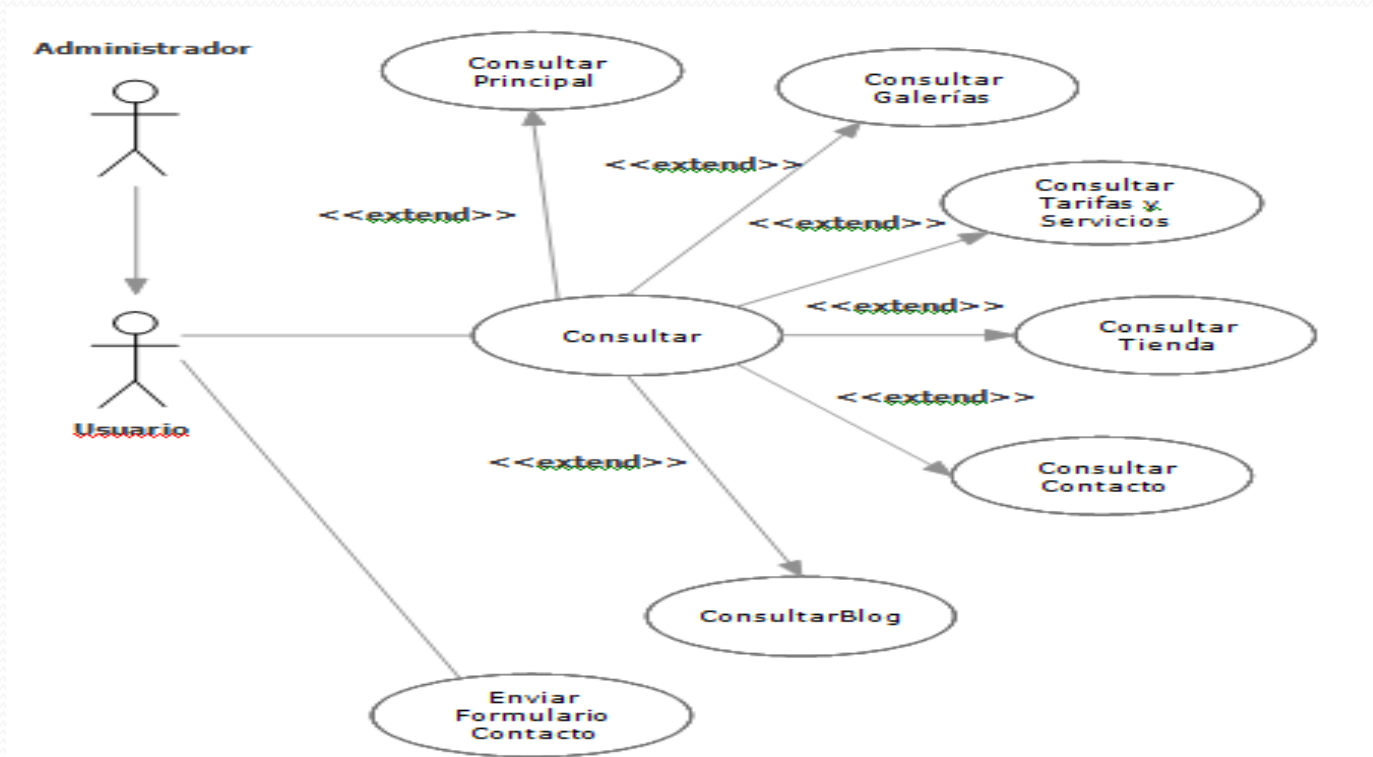 Administrador
Consultar
Principal
Consultar
Galerías
<<extend>>
Consultar
Tarifas y
Servicios
<<extend>>
<<extend>>
<<extend>>
Consultar
Consultar
Tienda
<<extend>>
Usuario
<<extend>>
Consultar
Contacto
ConsultarBlog
Enviar
Formulario
Contacto